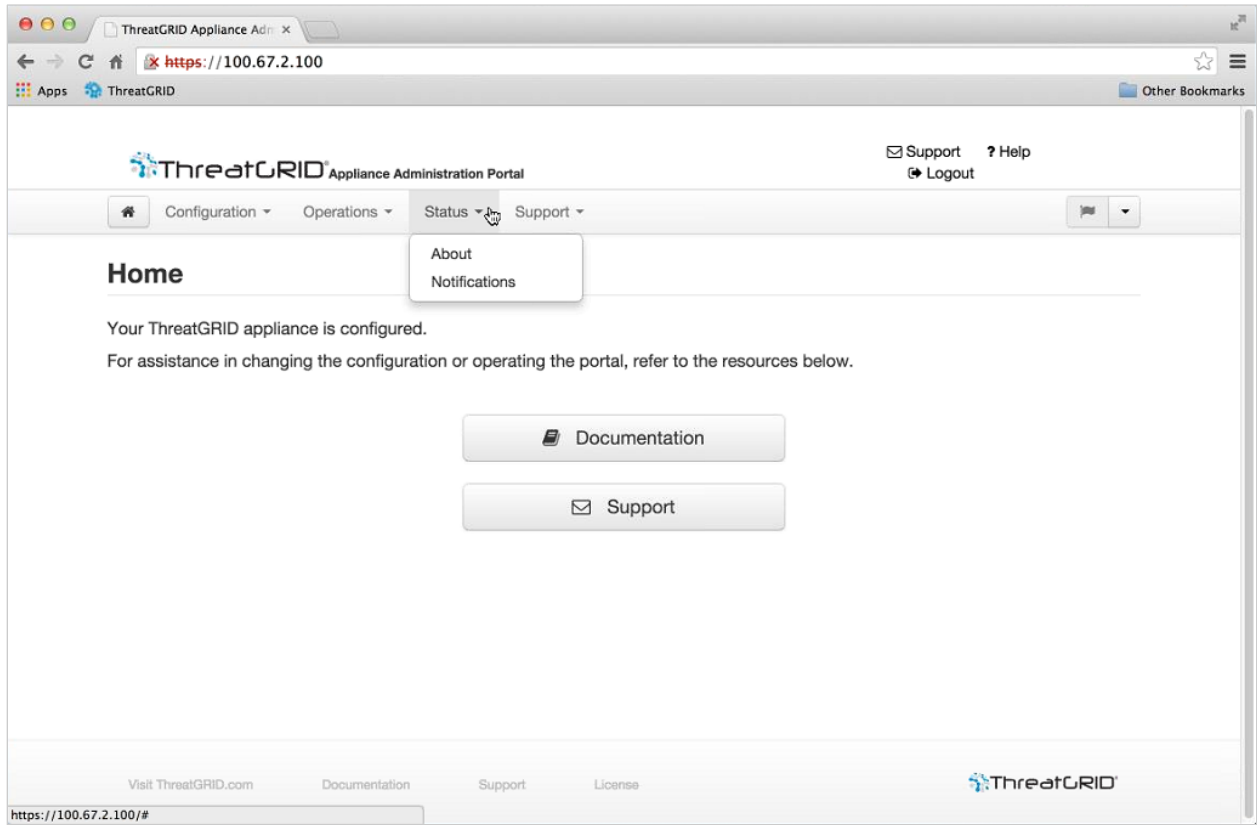 ThreatGRID Appliance Adm
https://100.67.2.100
Apps ThreatGRID Other Bookmarks
ThreatGRID® Appliance Administration Portal
Support ? Help
Logout
Configuration Operations Status Support
About
Notifications
Home
Your ThreatGRID appliance is configured.
For assistance in changing the configuration or operating the portal, refer to the resources below.
Documentation
Support
Visit ThreatGRID.com Documentation Support License ThreatGRID®
https://100.67.2.100/#